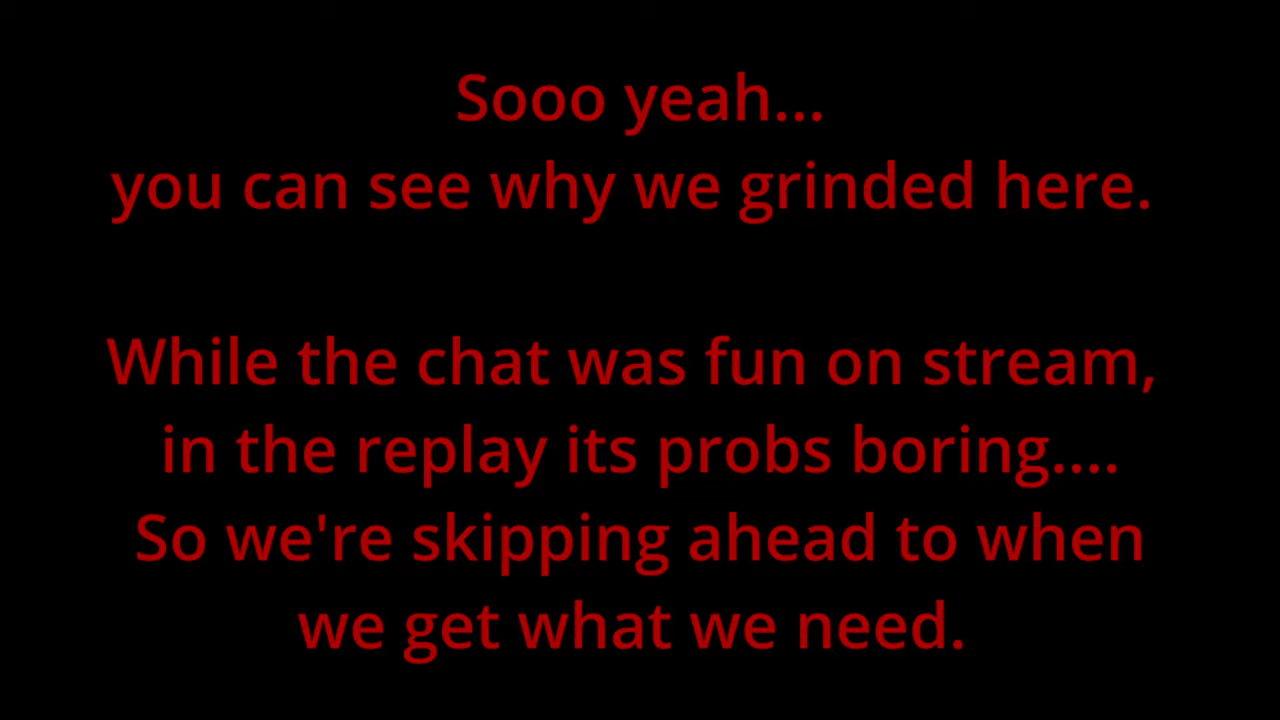 Sooo yeah...
you can see why we grinded here.
While the chat was fun on stream,
in the replay its probs boring....
So we're skipping ahead to when
we get what we need.